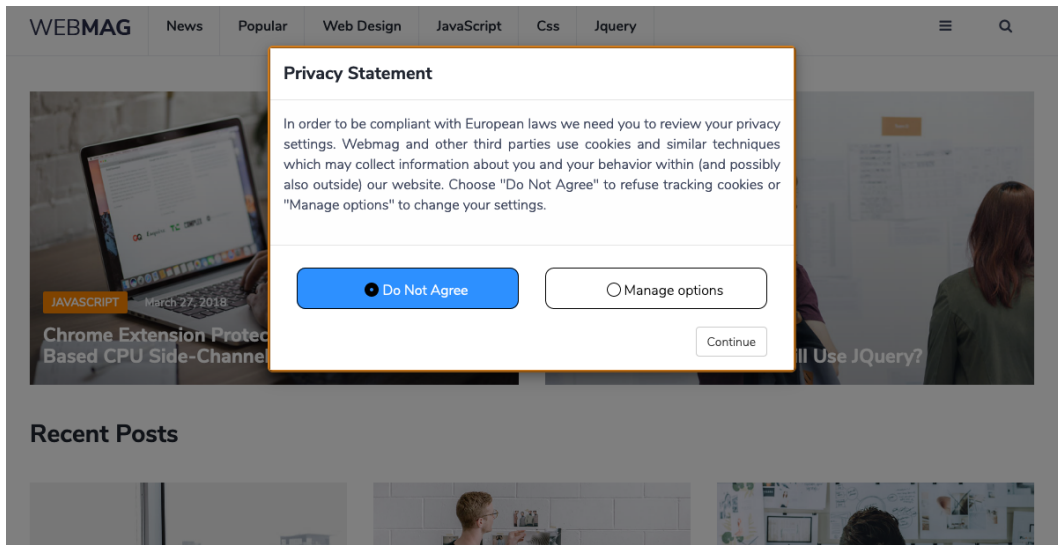 WEBMAG News Popular Web Design JavaScript Css Jquery
Privacy Statement
In order to be compliant with European laws we need you to review your privacy
settings. Webmag and other third parties use cookies and similar techniques
which may collect information about you and your behavior within (and possibly
also outside) our website. Choose "Do Not Agree" to refuse tracking cookies or
"Manage options" to change your settings.
Do Not Agree
Manage options
Continue
JAVASCRIPT March 27, 2018
Chrome Extension Protec
Based CPU Side-Channel
ll Use JQuery?
Recent Posts